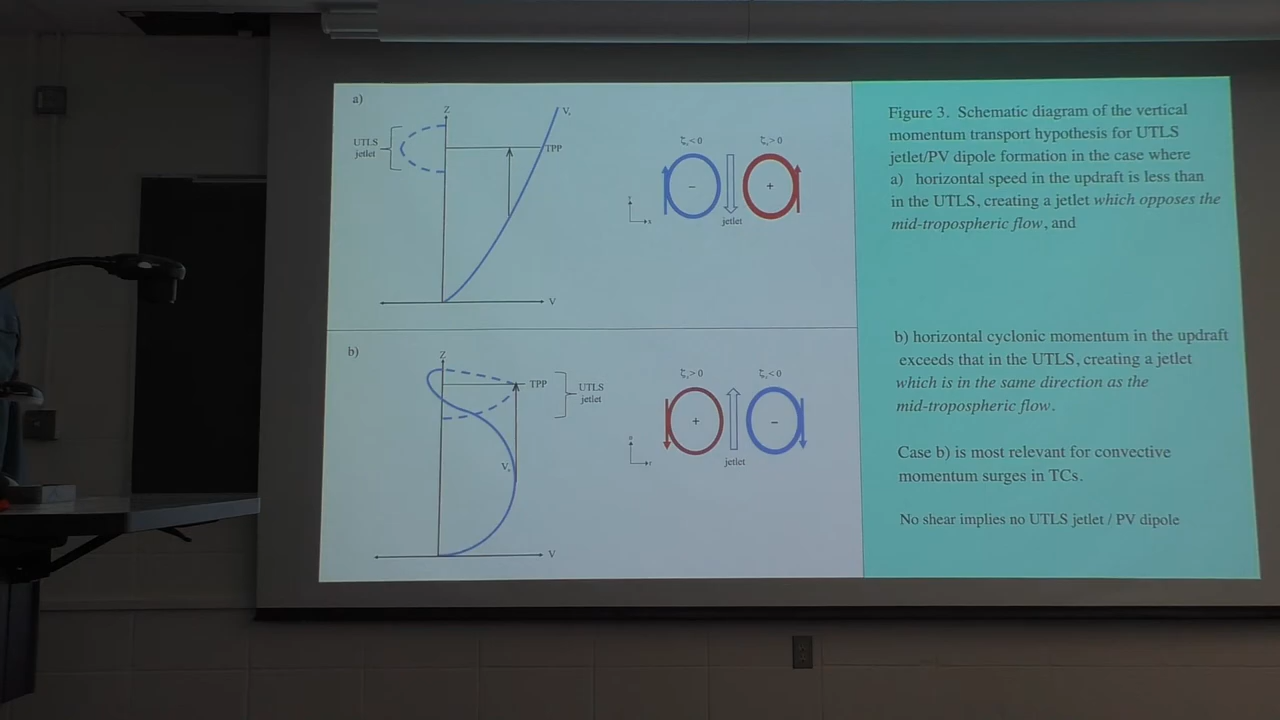 a)
Z
V
UTLS
jetlet
TPP
V
ζ <0
ζ >0
−
+
x
jetlet
b)
Z
TPP
UTLS
jetlet
V
V
ζ >0
ζ <0
+
−
r
jetlet
Figure 3. Schematic diagram of the vertical
momentum transport hypothesis for UTLS
jetlet/PV dipole formation in the case where
a) horizontal speed in the updraft is less than
in the UTLS, creating a jetlet which opposes the
mid-tropospheric flow, and
b) horizontal cyclonic momentum in the updraft
exceeds that in the UTLS, creating a jetlet
which is in the same direction as the
mid-tropospheric flow.
Case b) is most relevant for convective
momentum surges in TCs.
No shear implies no UTLS jetlet / PV dipole